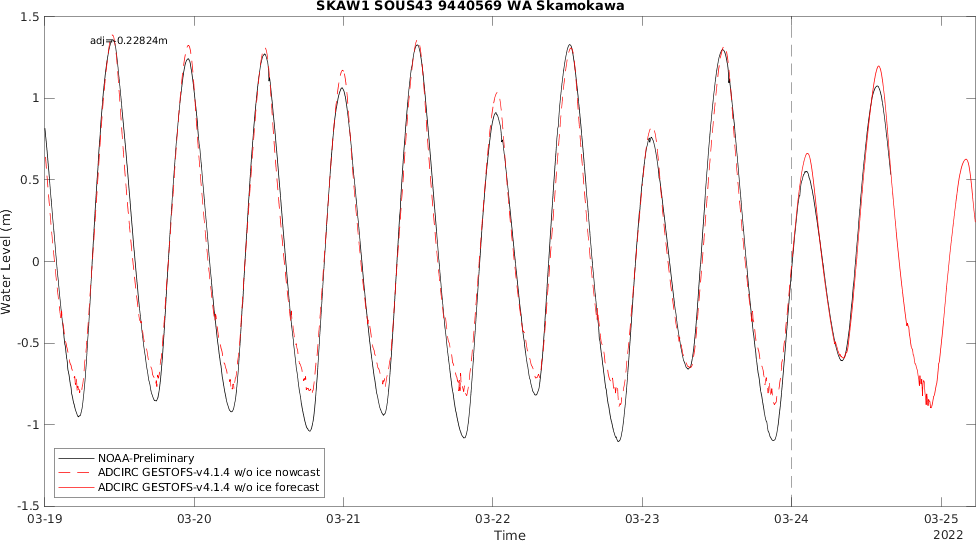 SKAW1 SOUS43 9440569 WA Skamokawa
adj=-0.22824m
Water Level (m)
1.5
1
0.5
0
-0.5
-1
-1.5
NOAA-Preliminary
ADCIRC GESTOFS-v4.1.4 w/o ice nowcast
ADCIRC GESTOFS-v4.1.4 w/o ice forecast
03-19 03-20 03-21 03-22 03-23 03-24 03-25
Time
2022